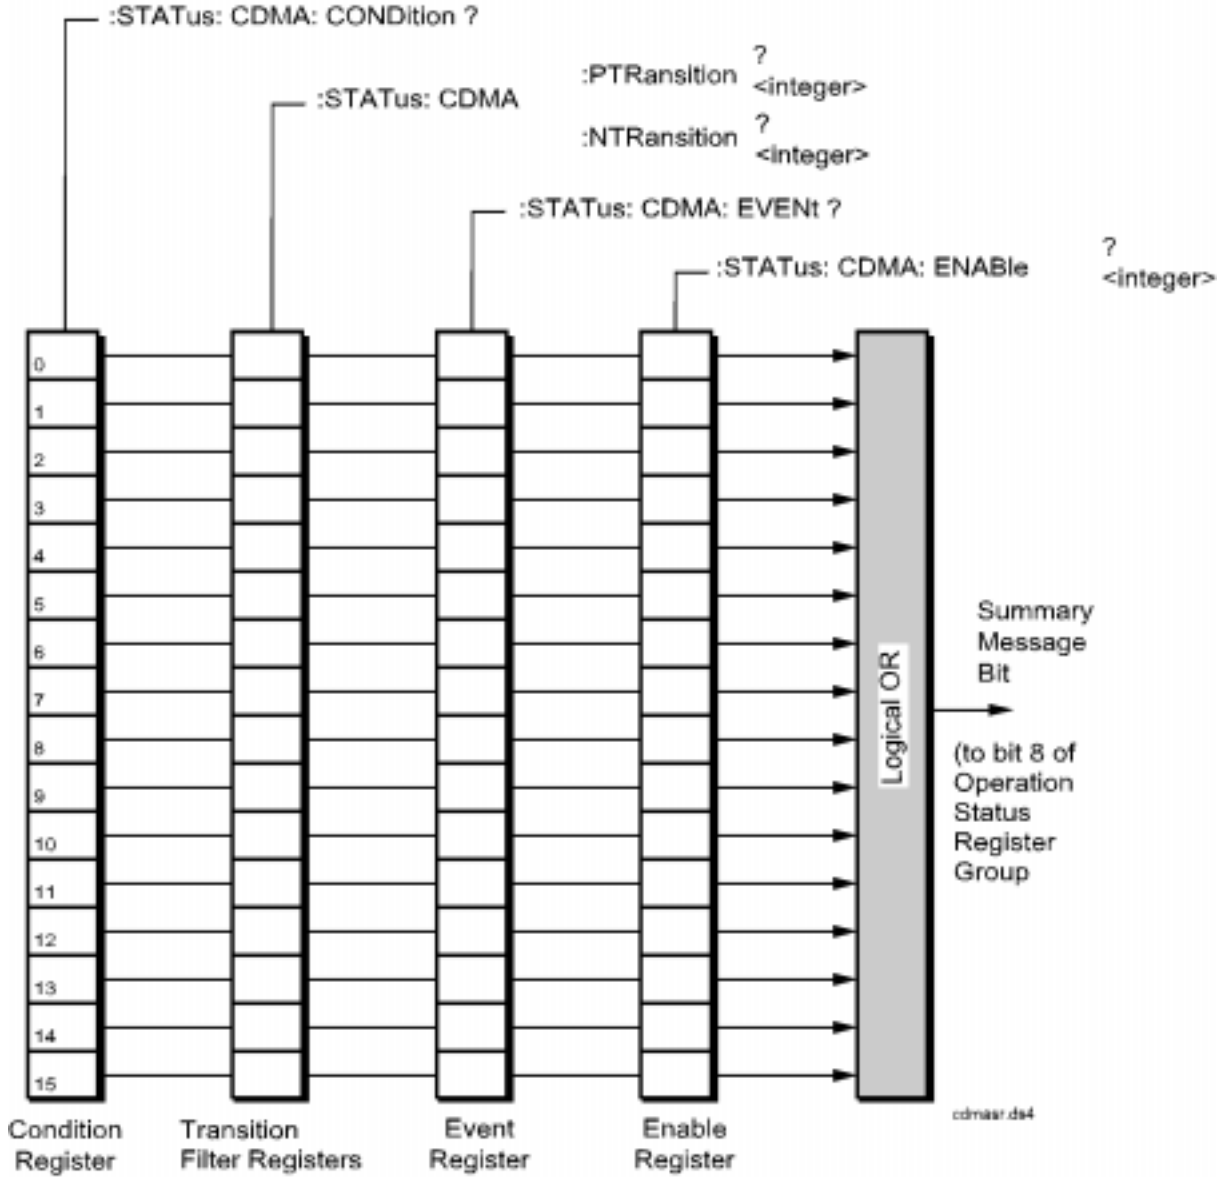 :STATus: CDMA: CONDition ?
:STATus: CDMA
:PTRansition
?
<integer>
:NTRansition
?
<integer>
:STATus: CDMA: EVENt ?
:STATus: CDMA: ENABle
?
<integer>
0
1
2
3
4
5
6
7
8
9
10
11
12
13
14
15
Logical OR
Summary
Message
Bit
(to bit 8 of
Operation
Status
Register
Group
cdmasr.ds4
Condition
Register
Transition
Filter Registers
Event
Register
Enable
Register